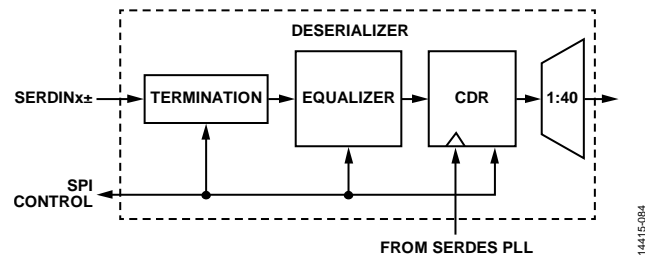 DESERIALIZER
SERDINx±
TERMINATION
EQUALIZER
CDR
1:40
SPI
CONTROL
FROM SERDES PLL
14415-084